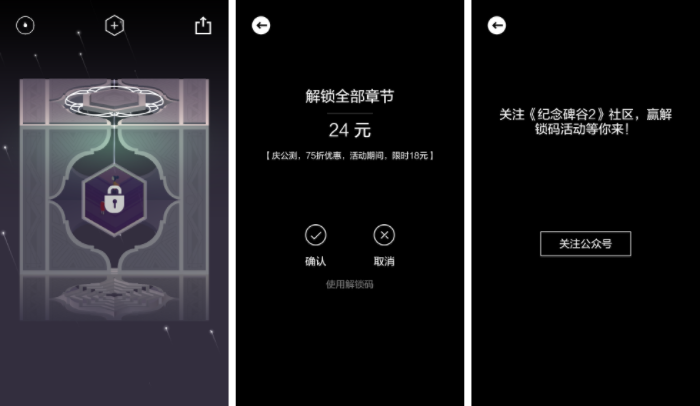 解锁全部章节
24 元
【 庆公测，75折优惠，活动期间，限时18元 】
确认
取消
使用解锁码
关注《纪念碑谷2》社区，赢解
锁码活动等你来！
关注公众号